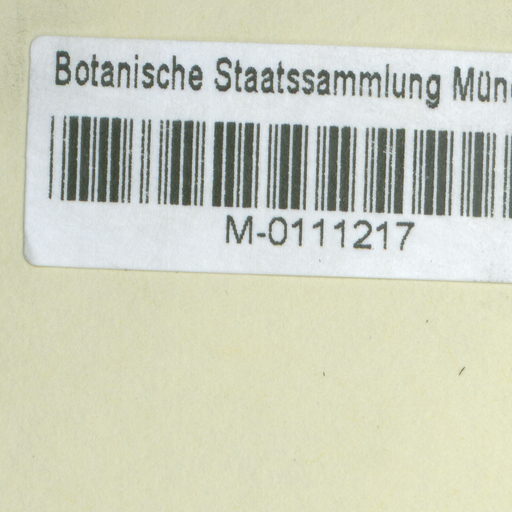 Botanische Staatssammlung Mün
M-0111217